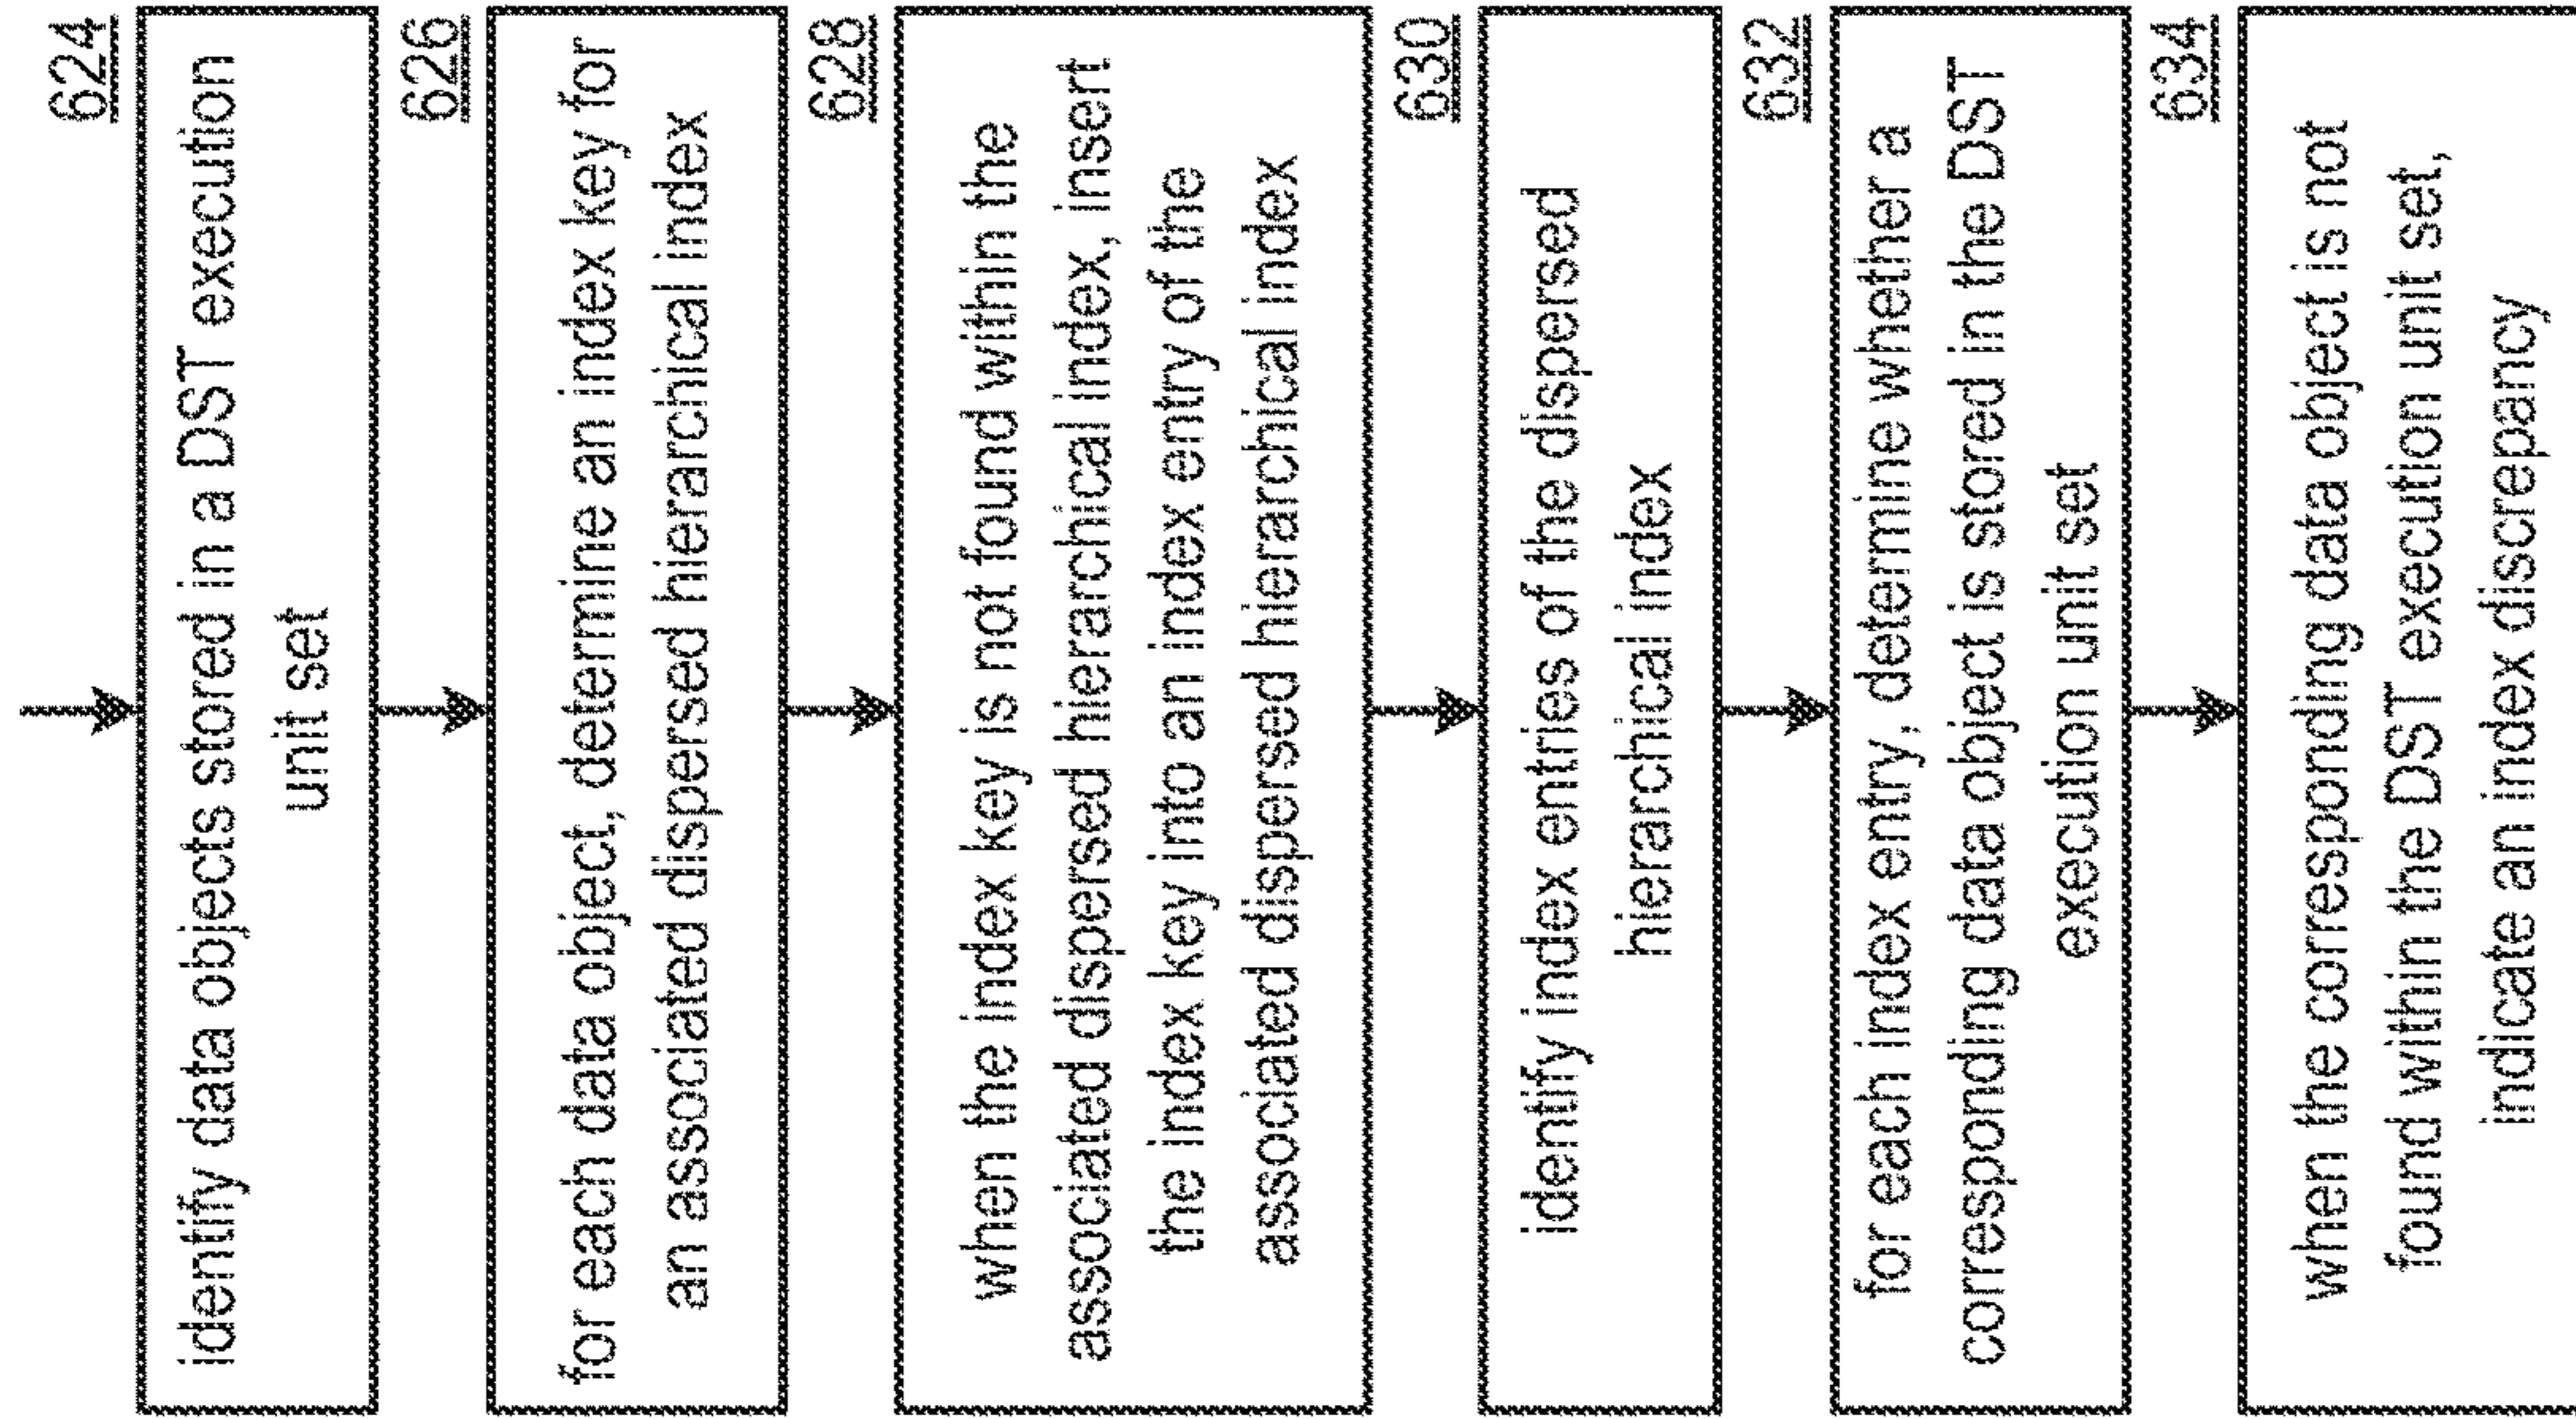 624
identify data objects stored in a DST execution
unit set
626
for each data object, determine an index key for
an associated dispersed hierarchical index
628
when the index key is not found within the
associated dispersed hierarchical index, insert
the index key into an index entry of the
associated dispersed hierarchical index
630
identify index entries of the dispersed
hierarchical index
632
for each index entry, determine whether a
corresponding data object is stored in the DST
execution unit set
634
when the corresponding data object is not
found within the DST execution unit set,
indicate an index discrepancy